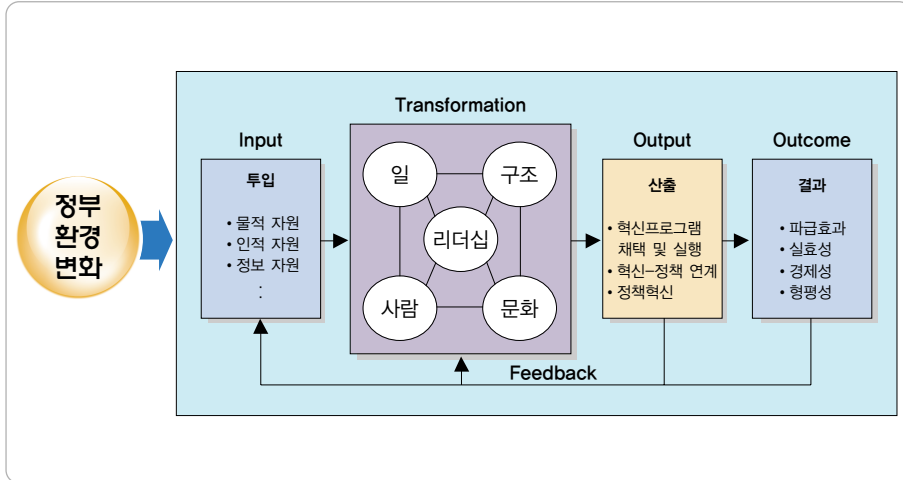 정부
환경
변화
Input
투입
• 물적 자원
• 인적 자원
• 정보 자원
:
Transformation
일
구조
리더십
사람
문화
Output
산출
• 혁신프로그램
채택 및 실행
• 혁신-정책 연계
• 정책혁신
Outcome
결과
• 파급효과
• 실효성
• 경제성
• 형평성
Feedback